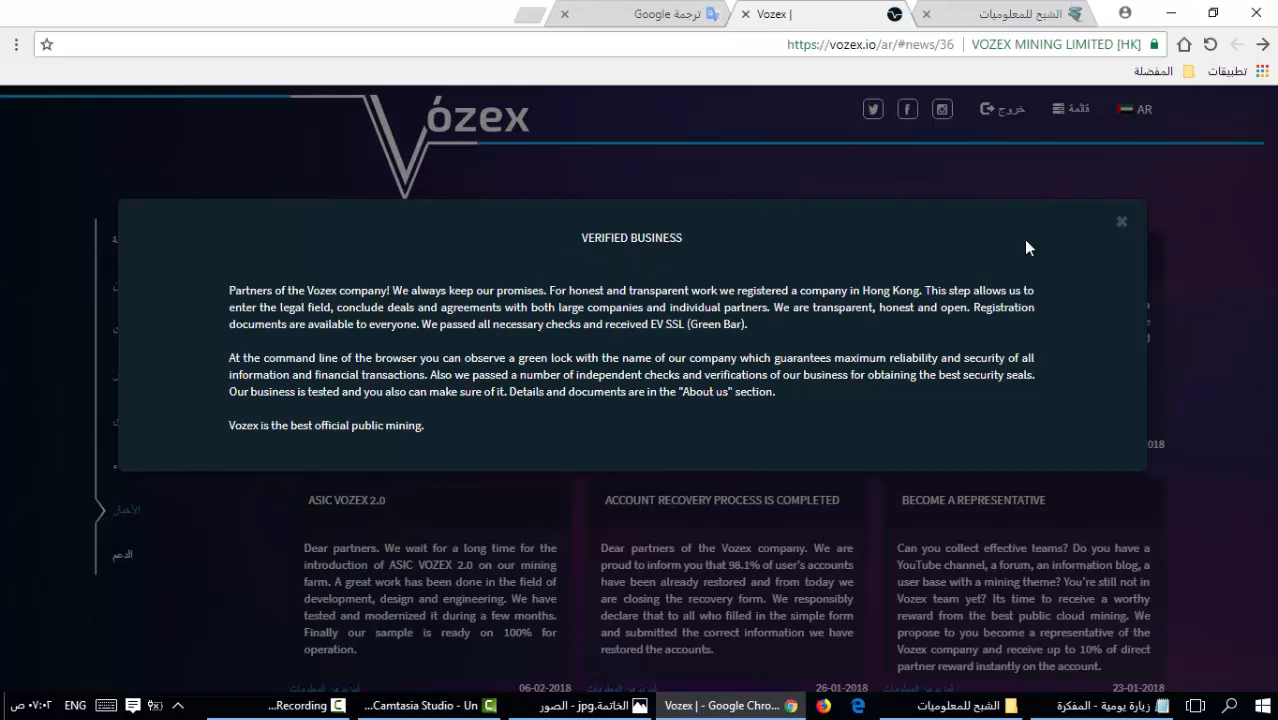 ترجمة Google
Vozex |
الشبح للمعلوميات
https://vozex.io/ar/#news/36
VOZEX MINING LIMITED [HK]
تطبيقات
المفضلة
Vózex
خروج
قائمة
AR
VERIFIED BUSINESS
Partners of the Vozex company! We always keep our promises. For honest and transparent work we registered a company in Hong Kong. This step allows us to
enter the legal field, conclude deals and agreements with both large companies and individual partners. We are transparent, honest and open. Registration
documents are available to everyone. We passed all necessary checks and received EV SSL (Green Bar).
At the command line of the browser you can observe a green lock with the name of our company which guarantees maximum reliability and security of all
information and financial transactions. Also we passed a number of independent checks and verifications of our business for obtaining the best security seals.
Our business is tested and you also can make sure of it. Details and documents are in the "About us" section.
Vozex is the best official public mining.
2018
الأخبار
الدعم
ASIC VOZEX 2.0
Dear partners. We wait for a long time for the
introduction of ASIC VOZEX 2.0 on our mining
farm. A great work has been done in the field of
development, design and engineering. We have
tested and modernized it during a few months.
Finally our sample is ready on 100% for
operation.
لمزيد من المعلومات
06-02-2018
ACCOUNT RECOVERY PROCESS IS COMPLETED
Dear partners of the Vozex company. We are
proud to inform you that 98.1% of user's accounts
have been already restored and from today we
are closing the recovery form. We responsibly
declare that to all who filled in the simple form
and submitted the correct information we have
restored the accounts.
لمزيد من المعلومات
26-01-2018
BECOME A REPRESENTATIVE
Can you collect effective teams? Do you have a
YouTube channel, a forum, an information blog, a
user base with a mining theme? You're still not in
Vozex team yet? Its time to receive a worthy
reward from the best public cloud mining. We
propose to you become a representative of the
Vozex company and receive up to 10% of direct
partner reward instantly on the account.
لمزيد من المعلومات
23-01-2018
٠٧:٠٢ ص
ENG
Recording...
Camtasia Studio - Un...
الخاتمة.jpg - الصور
Vozex | - Google Chro...
الشبح للمعلوميات
زيارة يومية - المفكرة